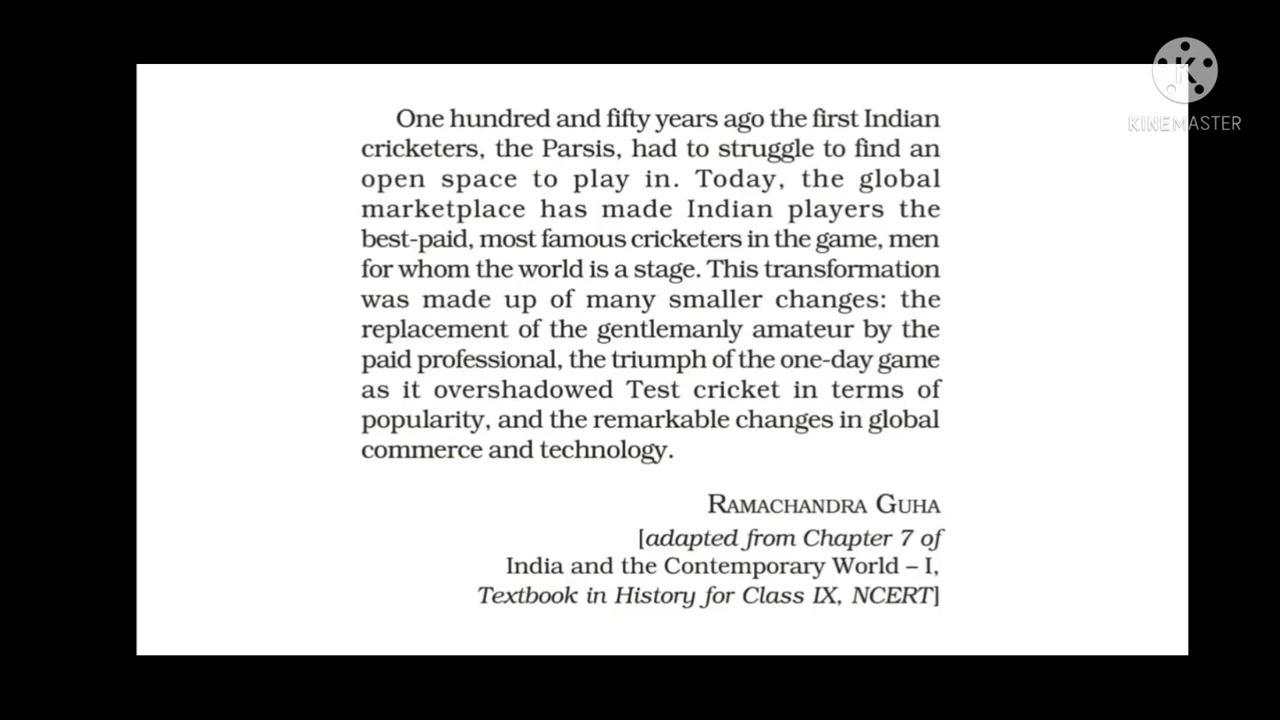 KINEMASTER
One hundred and fifty years ago the first Indian
cricketers, the Parsis, had to struggle to find an
open space to play in. Today, the global
marketplace has made Indian players the
best-paid, most famous cricketers in the game, men
for whom the world is a stage. This transformation
was made up of many smaller changes: the
replacement of the gentlemanly amateur by the
paid professional, the triumph of the one-day game
as it overshadowed Test cricket in terms of
popularity, and the remarkable changes in global
commerce and technology.
RAMACHANDRA GUHA
[adapted from Chapter 7 of
India and the Contemporary World – I,
Textbook in History for Class IX, NCERT]